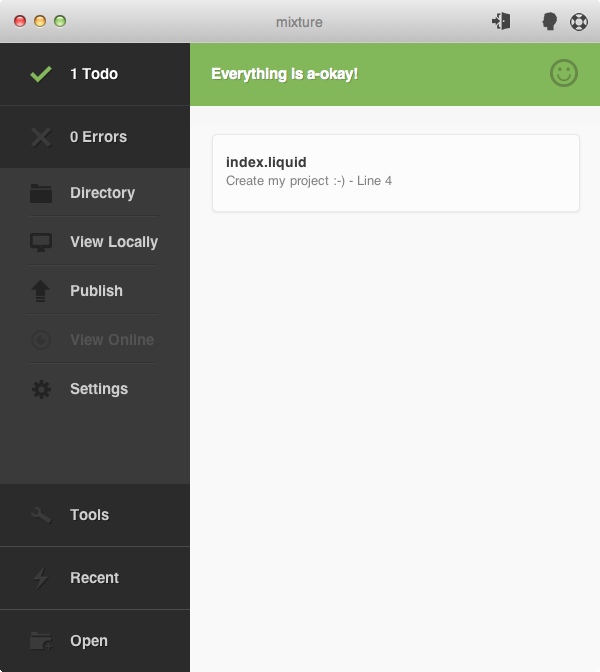 mixture
1 Todo
Everything is a-okay!
0 Errors
index.liquid
Create my project :-) - Line 4
Directory
View Locally
Publish
View Online
Settings
Tools
Recent
Open